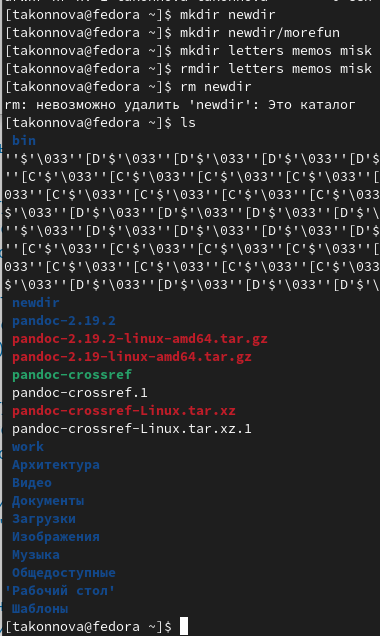 [takonnova@fedora ~]$ mkdir newdir
[takonnova@fedora ~]$ mkdir newdir/morefun
[takonnova@fedora ~]$ mkdir letters memos misk
[takonnova@fedora ~]$ rmdir letters memos misk
[takonnova@fedora ~]$ rm newdir
rm: невозможно удалить 'newdir': Это каталог
[takonnova@fedora ~]$ ls
bin
''$'\033''[D'$'\033''[D'$'\033''[D'$'\033''[D'$
''[C'$'\033''[C'$'\033''[C'$'\033''[C'$'\033''[
033''[C'$'\033''[C'$'\033''[C'$'\033''[C'$'\033
$'\033''[D'$'\033''[D'$'\033''[D'$'\033''[D'$'\
''[D'$'\033''[D'$'\033''[D'$'\033''[D'$'\033''[
''[C'$'\033''[C'$'\033''[C'$'\033''[C'$'\033''[
033''[C'$'\033''[C'$'\033''[C'$'\033''[C'$'\033
$'\033''[D'$'\033''[D'$'\033''[D'$'\033''[D'$'\
newdir
pandoc-2.19.2
pandoc-2.19.2-linux-amd64.tar.gz
pandoc-2.19-linux-amd64.tar.gz
pandoc-crossref
pandoc-crossref.1
pandoc-crossref-Linux.tar.xz
pandoc-crossref-Linux.tar.xz.1
work
Архитектура
Видео
Документы
Загрузки
Изображения
Музыка
Общедоступные
'Рабочий стол'
Шаблоны
[takonnova@fedora ~]$